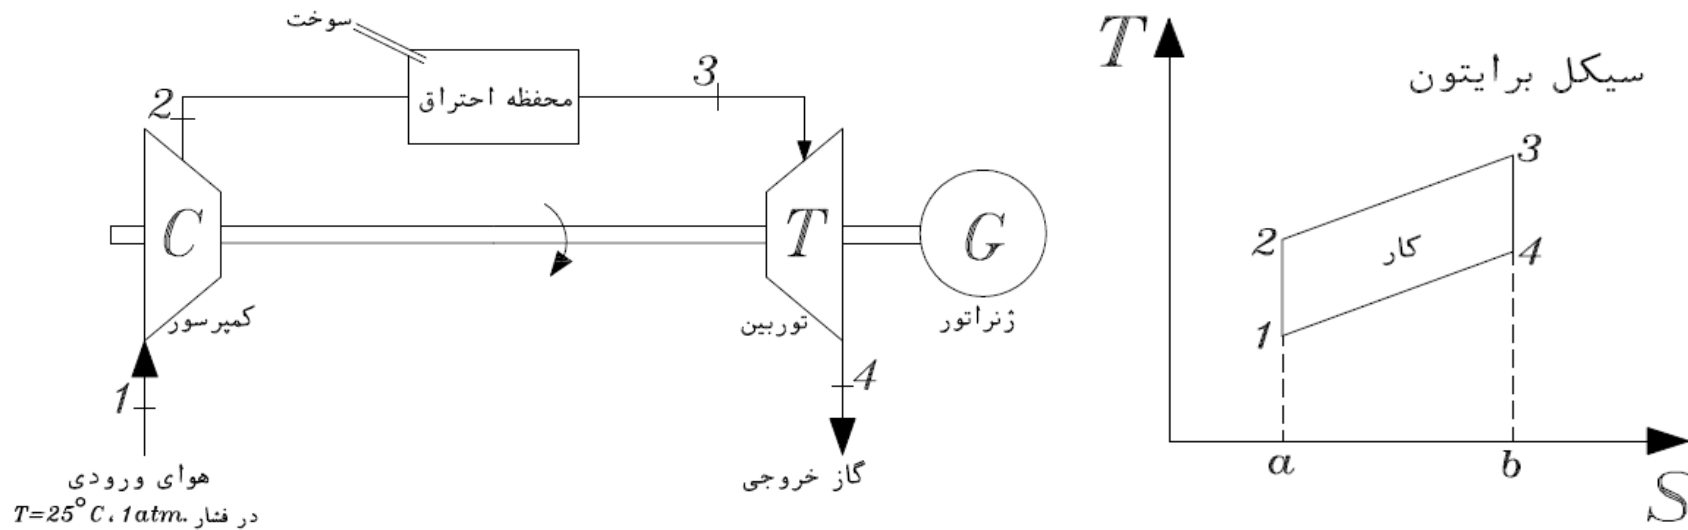 سوخت
محفظه احتراق
2
3
C
T
G
کمپرسور
توربین
ژنراتور
1
4
هوای ورودی
در فشار T=25°C، 1atm.
گاز خروجی
T
سیکل برایتون
3
2
کار
4
1
a
b
S